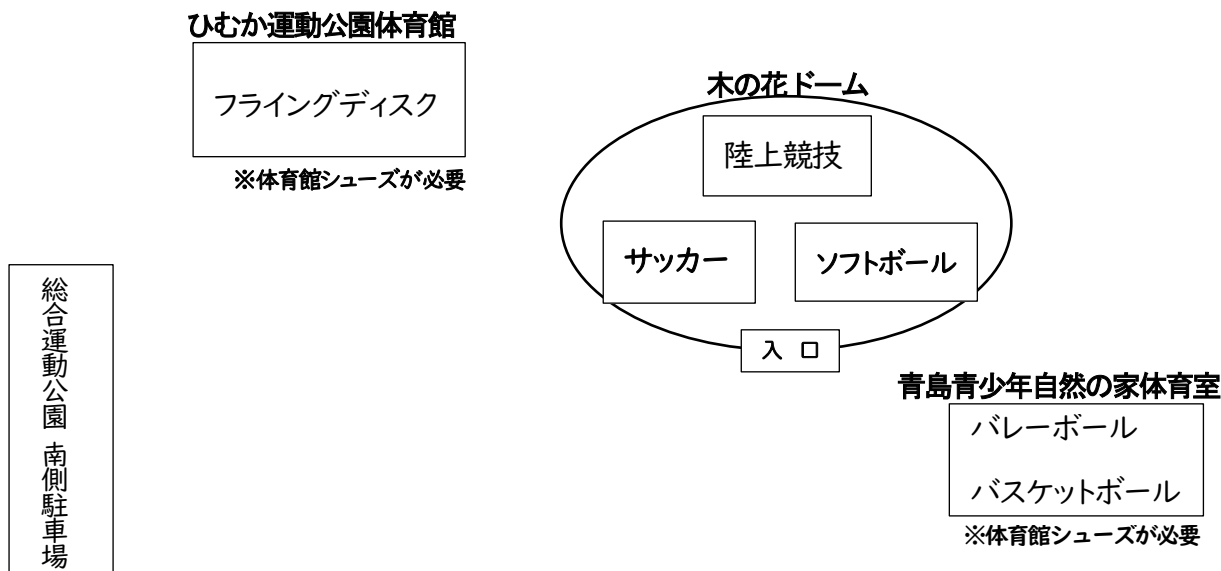 ひむか運動公園体育館
フライングディスク
※体育館シューズが必要
木の花ドーム
陸上競技
サッカー
ソフトボール
入 口
青島青少年自然の家体育室
バレーボール
バスケットボール
※体育館シューズが必要
総合運動公園 南側駐車場